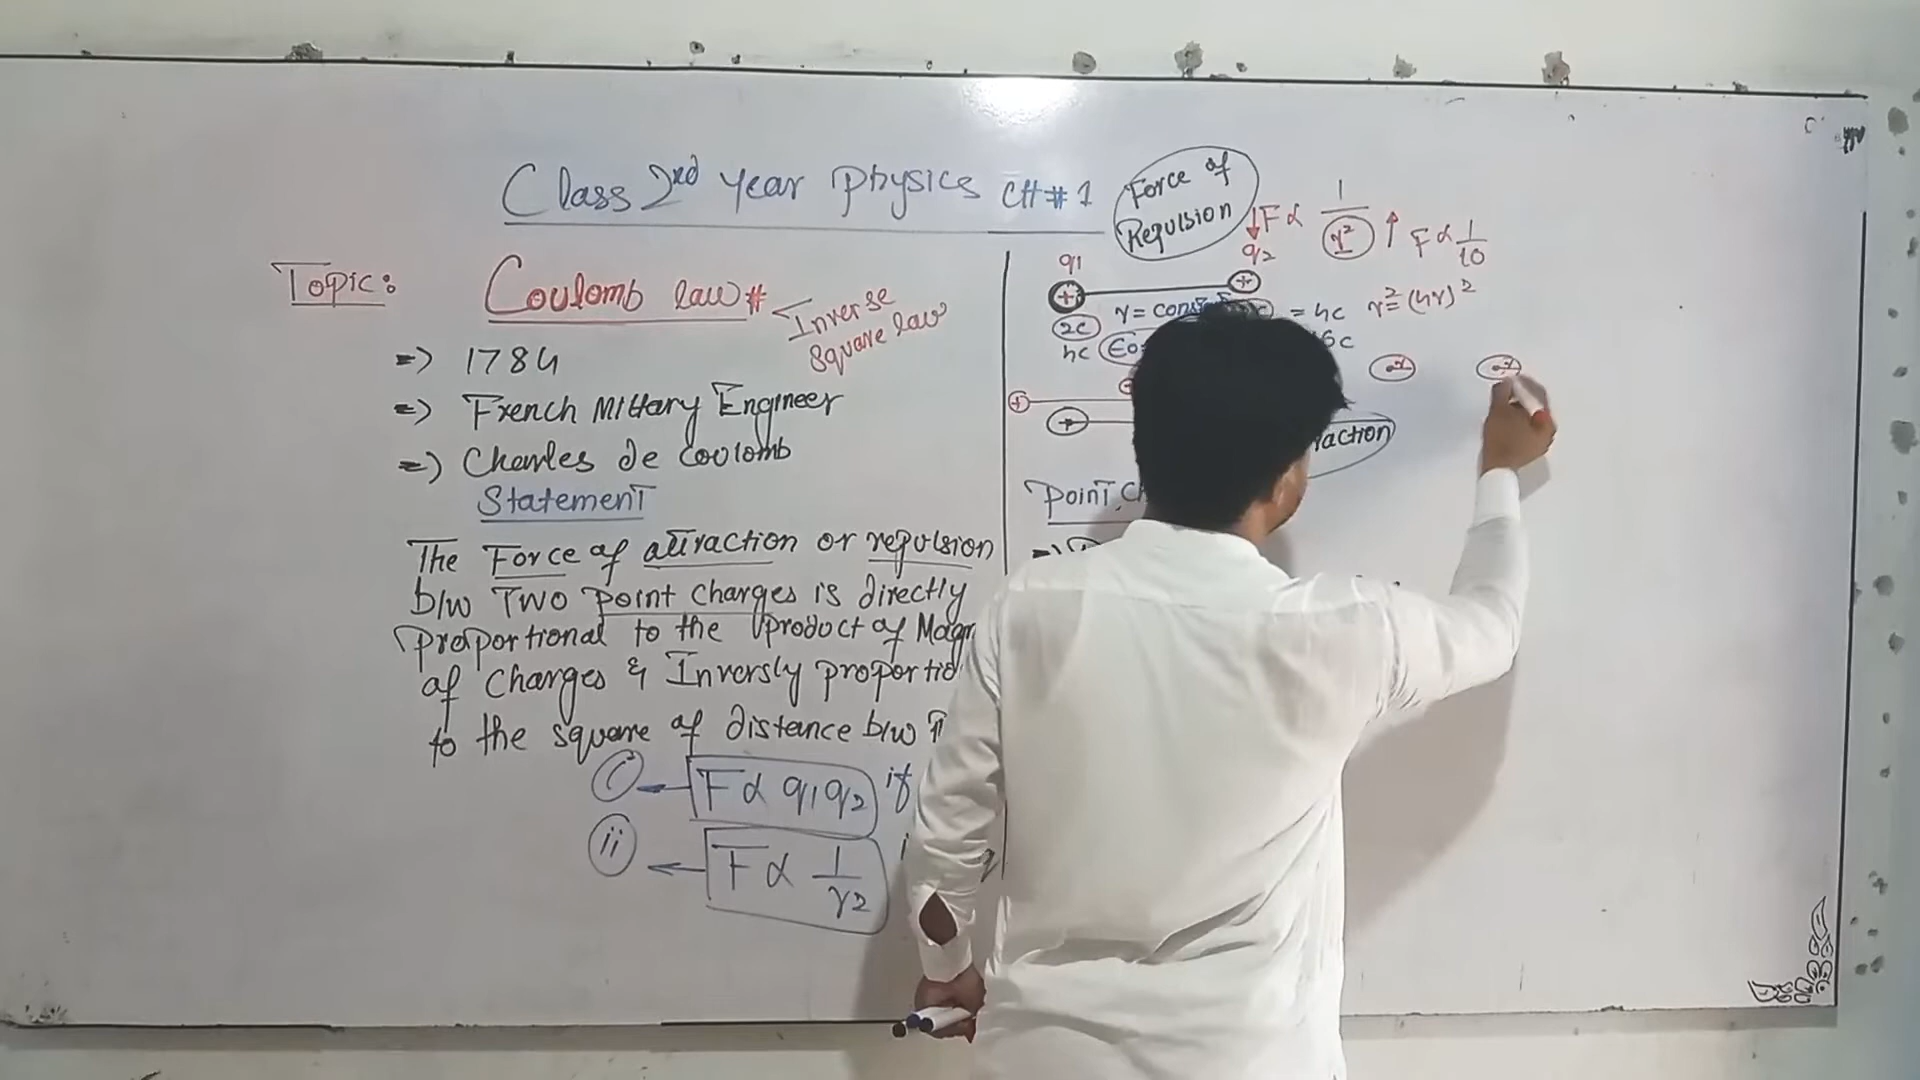 Class 2nd year Physics CH#1
Topic:
Coulomb law#
Inverse
square law
=> 1784
=> French Military Engineer
=> Charles de Coulomb
Statement
The Force of attraction or repulsion
b/w Two point charges is directly
proportional to the product of Magn
of charges & Inversly proportio
to the square of distance b/w T
i F∝ q1q2 if
ii F∝ 1/r2 i
Force of
Repulsion
↓F∝ 1/r² ↑ F∝ 1/10
q1 q2
+ +
r = const = 4c r²=(4r)²
2c
4c
+
+
raction
Point Ch